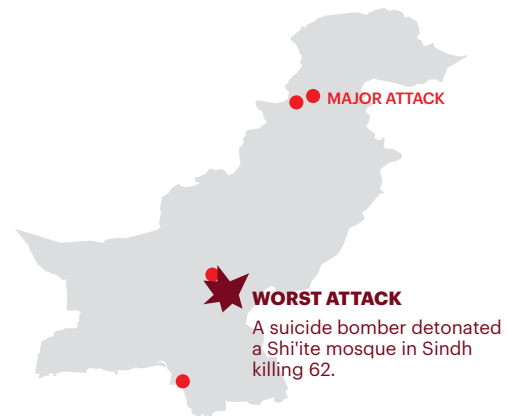 MAJOR ATTACK
WORST ATTACK
A suicide bomber detonated
a Shi'ite mosque in Sindh
killing 62.